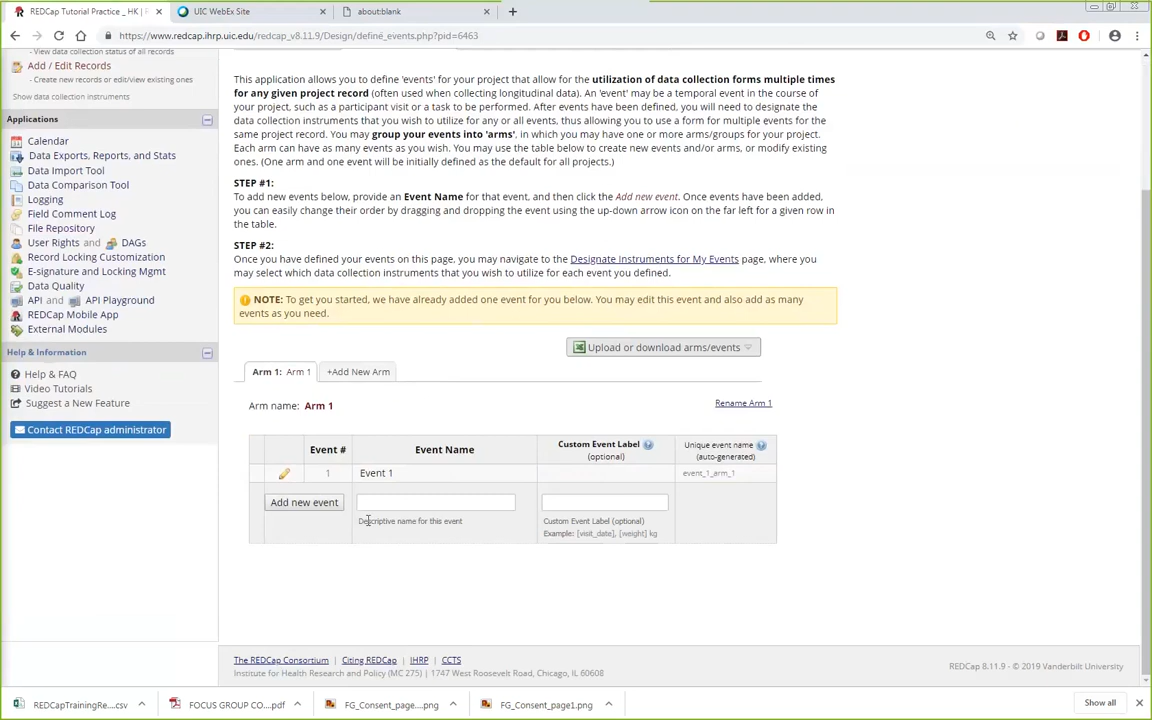 REDCap Tutorial Practice _ HK |
UIC WebEx Site
about:blank
https://www.redcap.ihrp.uic.edu/redcap_v8.11.9/Design/define_events.php?pid=6463
- View data collection status of all records
Add / Edit Records
- Create new records or edit/view existing ones
Show data collection instruments
Applications
Calendar
Data Exports, Reports, and Stats
Data Import Tool
Data Comparison Tool
Logging
Field Comment Log
File Repository
User Rights and DAGs
Record Locking Customization
E-signature and Locking Mgmt
Data Quality
API and API Playground
REDCap Mobile App
External Modules
Help & Information
Help & FAQ
Video Tutorials
Suggest a New Feature
Contact REDCap administrator
This application allows you to define 'events' for your project that allow for the utilization of data collection forms multiple times
for any given project record (often used when collecting longitudinal data). An 'event' may be a temporal event in the course of
your project, such as a participant visit or a task to be performed. After events have been defined, you will need to designate the
data collection instruments that you wish to utilize for any or all events, thus allowing you to use a form for multiple events for the
same project record. You may group your events into 'arms', in which you may have one or more arms/groups for your project.
Each arm can have as many events as you wish. You may use the table below to create new events and/or arms, or modify existing
ones. (One arm and one event will be initially defined as the default for all projects.)
STEP #1:
To add new events below, provide an Event Name for that event, and then click the Add new event. Once events have been added,
you can easily change their order by dragging and dropping the event using the up-down arrow icon on the far left for a given row in
the table.
STEP #2:
Once you have defined your events on this page, you may navigate to the Designate Instruments for My Events page, where you
may select which data collection instruments that you wish to utilize for each event you defined.
NOTE: To get you started, we have already added one event for you below. You may edit this event and also add as many
events as you need.
Upload or download arms/events
Arm 1: Arm 1
+Add New Arm
Arm name: Arm 1
Rename Arm 1
Event #
Event Name
Custom Event Label
(optional)
Unique event name
(auto-generated)
1
Event 1
event_1_arm_1
Add new event
Descriptive name for this event
Custom Event Label (optional)
Example: [visit_date], [weight] kg
The REDCap Consortium | Citing REDCap | IHRP | CCTS
Institute for Health Research and Policy (MC 275) | 1747 West Roosevelt Road, Chicago, IL 60608
REDCap 8.11.9 - © 2019 Vanderbilt University
REDCapTrainingRe....csv
FOCUS GROUP CO....pdf
FG_Consent_page....png
FG_Consent_page1.png
Show all